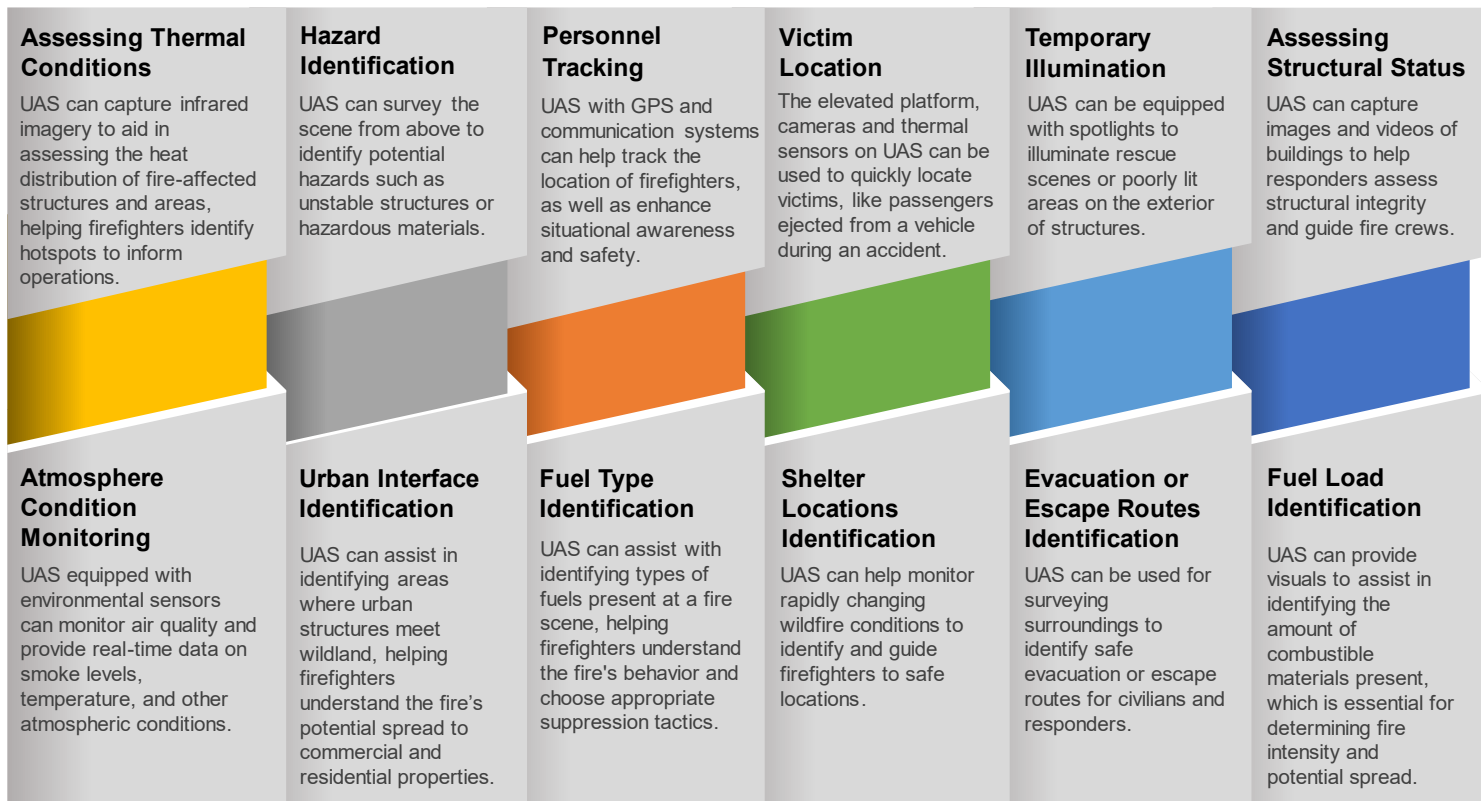 Assessing Thermal
Conditions
UAS can capture infrared
imagery to aid in
assessing the heat
distribution of fire-affected
structures and areas,
helping firefighters identify
hotspots to inform
operations.
Hazard
Identification
UAS can survey the
scene from above to
identify potential
hazards such as
unstable structures or
hazardous materials.
Personnel
Tracking
UAS with GPS and
communication systems
can help track the
location of firefighters,
as well as enhance
situational awareness
and safety.
Victim
Location
The elevated platform,
cameras and thermal
sensors on UAS can be
used to quickly locate
victims, like passengers
ejected from a vehicle
during an accident.
Temporary
Illumination
UAS can be equipped
with spotlights to
illuminate rescue
scenes or poorly lit
areas on the exterior
of structures.
Assessing
Structural Status
UAS can capture
images and videos of
buildings to help
responders assess
structural integrity
and guide fire crews.
Atmosphere
Condition
Monitoring
UAS equipped with
environmental sensors
can monitor air quality and
provide real-time data on
smoke levels,
temperature, and other
atmospheric conditions.
Urban Interface
Identification
UAS can assist in
identifying areas
where urban
structures meet
wildland, helping
firefighters
understand the fire’s
potential spread to
commercial and
residential properties.
Fuel Type
Identification
UAS can assist with
identifying types of
fuels present at a fire
scene, helping
firefighters understand
the fire's behavior and
choose appropriate
suppression tactics.
Shelter
Locations
Identification
UAS can help monitor
rapidly changing
wildfire conditions to
identify and guide
firefighters to safe
locations.
Evacuation or
Escape Routes
Identification
UAS can be used for
surveying
surroundings to
identify safe
evacuation or escape
routes for civilians and
responders.
Fuel Load
Identification
UAS can provide
visuals to assist in
identifying the
amount of
combustible
materials present,
which is essential for
determining fire
intensity and
potential spread.